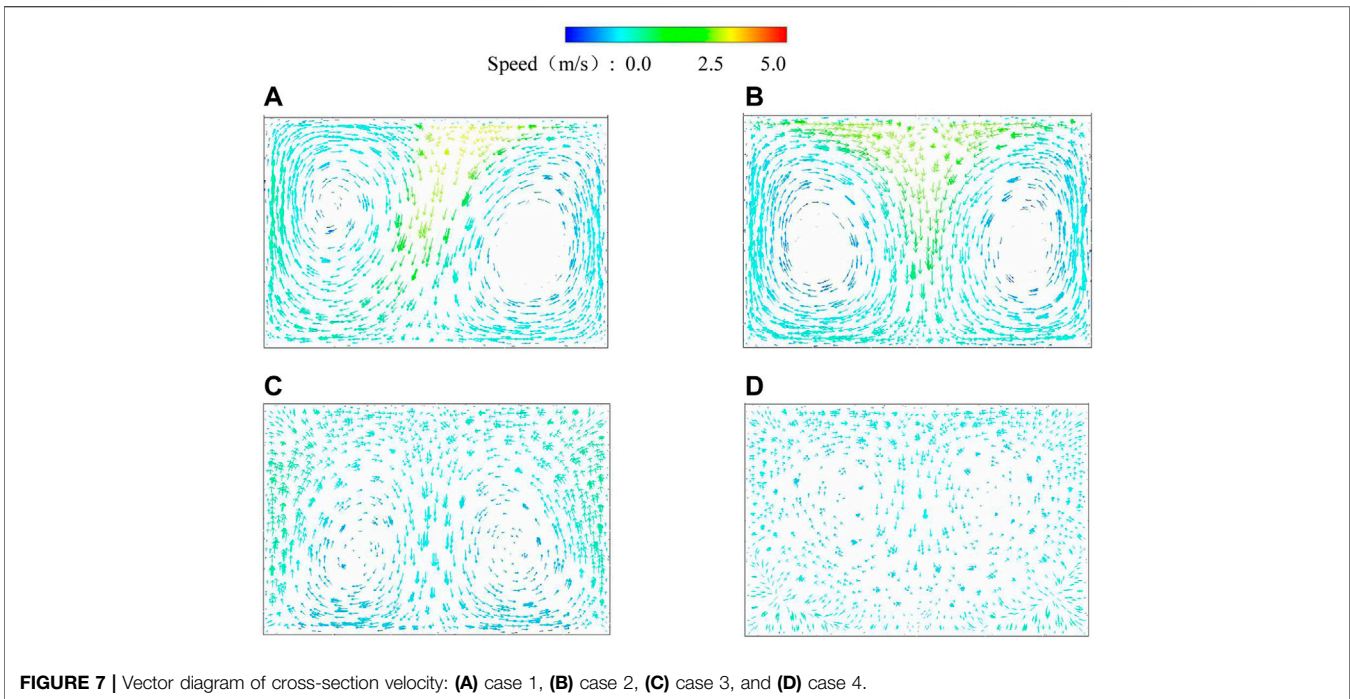 Speed（m/s）: 0.0 2.5 5.0
A
B
C
D
FIGURE 7 | Vector diagram of cross-section velocity: (A) case 1, (B) case 2, (C) case 3, and (D) case 4.